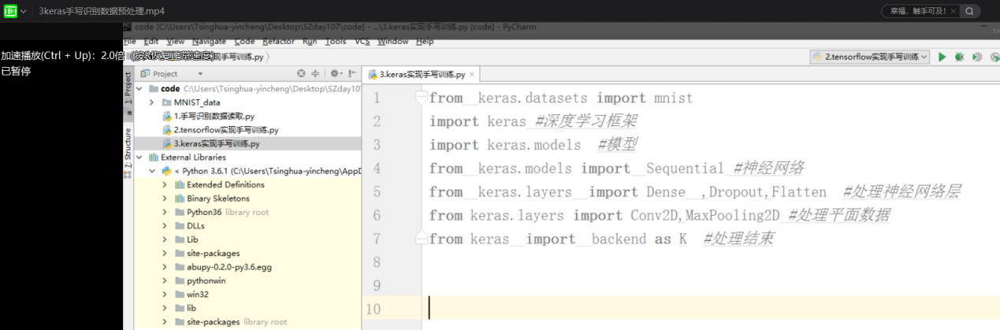 3keras手写识别数据预处理.mp4
幸福，触手可及!
code [C:\Users\Tsinghua-yincheng\Desktop\SZday107\code] - ...\3.keras实现手写训练.py [code] - PyCharm
File Edit View Navigate Code Refactor Run Tools VCS Window Help
加速播放(Ctrl + Up)：2.0倍 (按R恢复正常速度)
手写训练.py
2.tensorflow实现手写训练
已暂停
1: Project
Project
3.keras实现手写训练.py
code C:\Users\Tsinghua-yincheng\Desktop\SZday107
MNIST_data
1.手写识别数据读取.py
2.tensorflow实现手写训练.py
3.keras实现手写训练.py
Z: Structure
External Libraries
< Python 3.6.1 (C:\Users\Tsinghua-yincheng\AppD
Extended Definitions
Binary Skeletons
Python36 library root
DLLs
Lib
site-packages
abupy-0.2.0-py3.6.egg
pythonwin
win32
lib
site-packages library root
1 from keras.datasets import mnist
2 import keras #深度学习框架
3 import keras.models #模型
4 from keras.models import Sequential #神经网络
5 from keras.layers import Dense ,Dropout,Flatten #处理神经网络层
6 from keras.layers import Conv2D,MaxPooling2D #处理平面数据
7 from keras import backend as K #处理结束
8
9
10